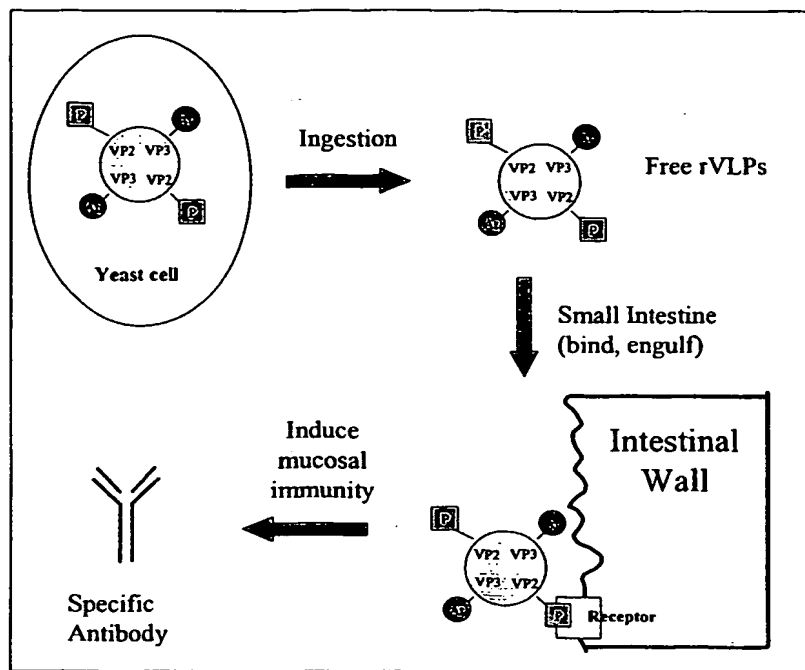 P
VP2 VP3
VP3 VP2
P
Yeast cell
Ingestion
P
VP2 VP3
VP3 VP2
P
Free rVLPs
Small Intestine
(bind, engulf)
Intestinal
Wall
P
VP2 VP3
VP3 VP2
P
Receptor
Induce
mucosal
immunity
Specific
Antibody